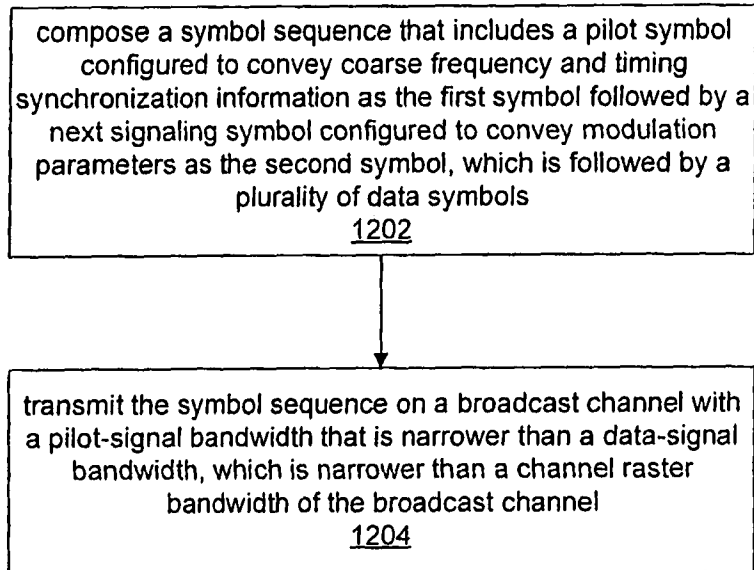 compose a symbol sequence that includes a pilot symbol
configured to convey coarse frequency and timing
synchronization information as the first symbol followed by a
next signaling symbol configured to convey modulation
parameters as the second symbol, which is followed by a
plurality of data symbols
1202
transmit the symbol sequence on a broadcast channel with
a pilot-signal bandwidth that is narrower than a data-signal
bandwidth, which is narrower than a channel raster
bandwidth of the broadcast channel
1204